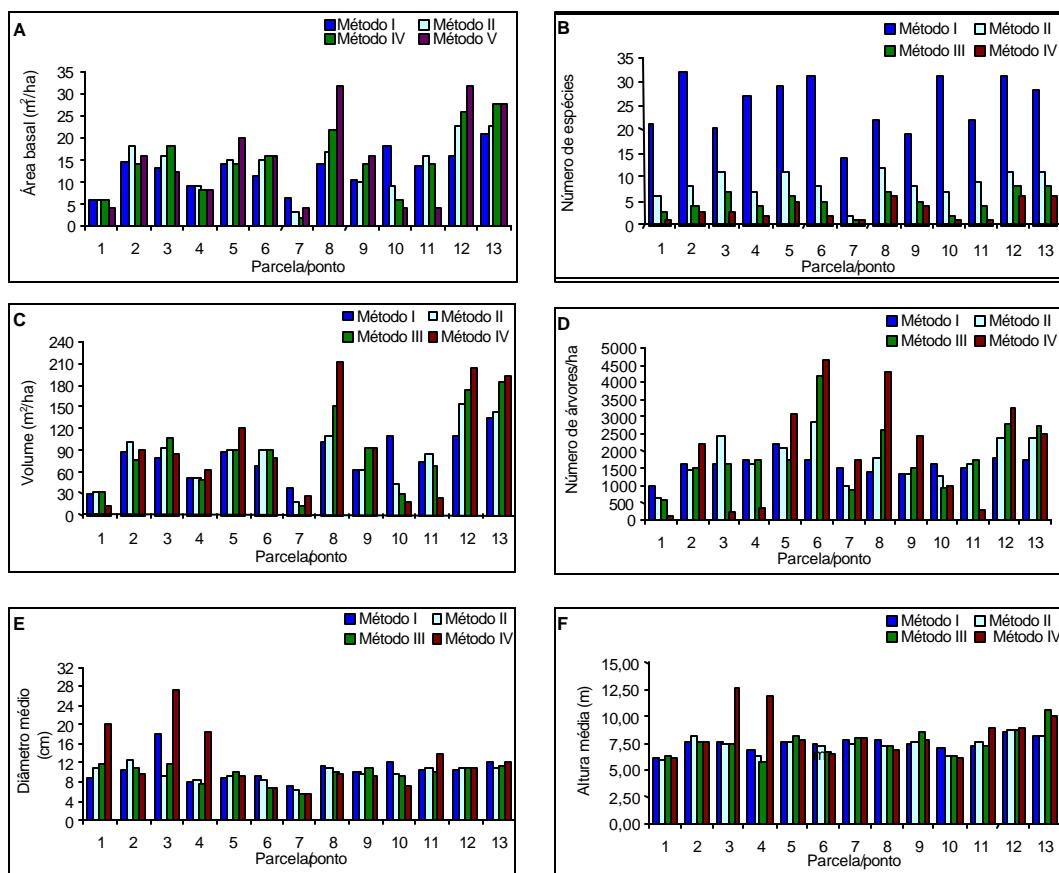 A
Método I Método II
Método IV Método V
Área basal (m²/ha)
35
30
25
20
15
10
5
0
1 2 3 4 5 6 7 8 9 10 11 12 13
Parcela/ponto
B
Método I Método II
Método III Método IV
Número de espécies
35
30
25
20
15
10
5
0
1 2 3 4 5 6 7 8 9 10 11 12 13
Parcela/ponto
C
Método I Método II
Método III Método IV
Volume (m²/ha)
240
210
180
150
120
90
60
30
0
1 2 3 4 5 6 7 8 9 10 11 12 13
Parcela/ponto
D
Método I Método II
Método III Método IV
Número de árvores/ha
5000
4500
4000
3500
3000
2500
2000
1500
1000
500
0
1 2 3 4 5 6 7 8 9 10 11 12 13
Parcela/ponto
E
Método I Método II
Método III Método IV
Diâmetro médio
(cm)
32
28
24
20
16
12
8
4
0
1 2 3 4 5 6 7 8 9 10 11 12 13
Parcela/ponto
F
Método I Método II
Método III Método IV
Altura média (m)
15,00
12,50
10,00
7,50
5,00
2,50
0,00
1 2 3 4 5 6 7 8 9 10 11 12 13
Parcela/ponto